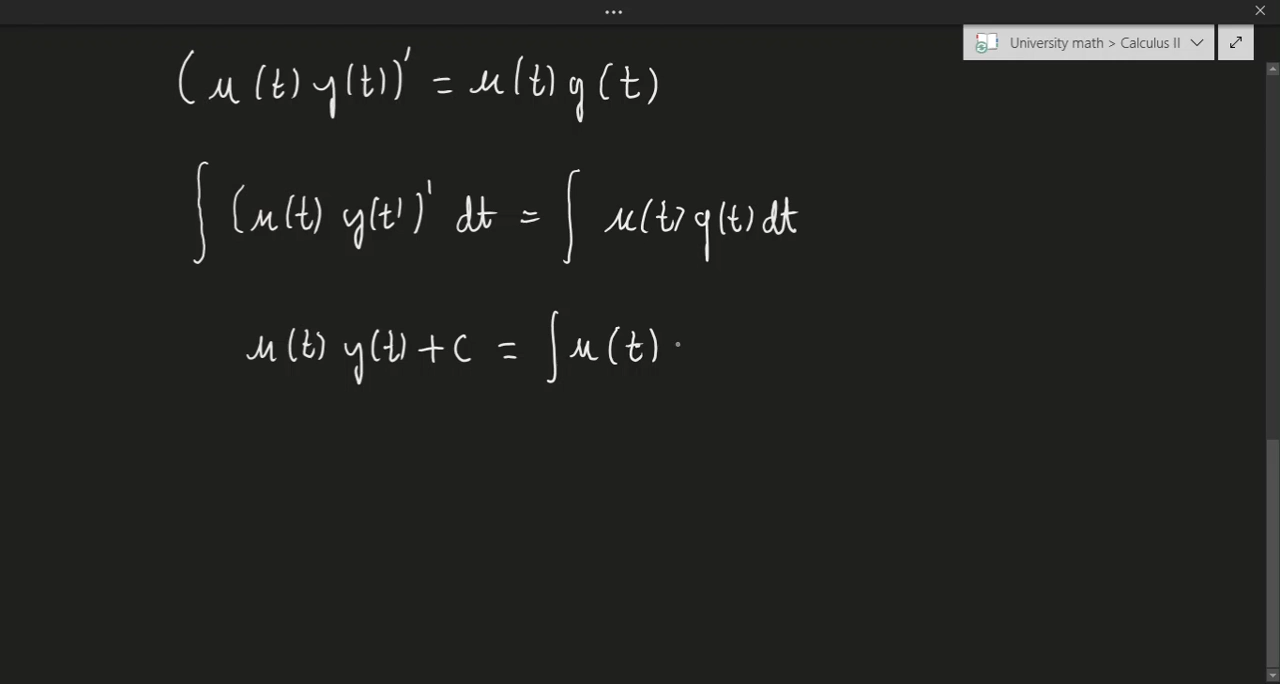 University math > Calculus II
(μ(t) y(t))' = μ(t) g(t)
∫ (μ(t) y(t))' dt = ∫ μ(t) g(t) dt
μ(t) y(t) + c = ∫ μ(t)